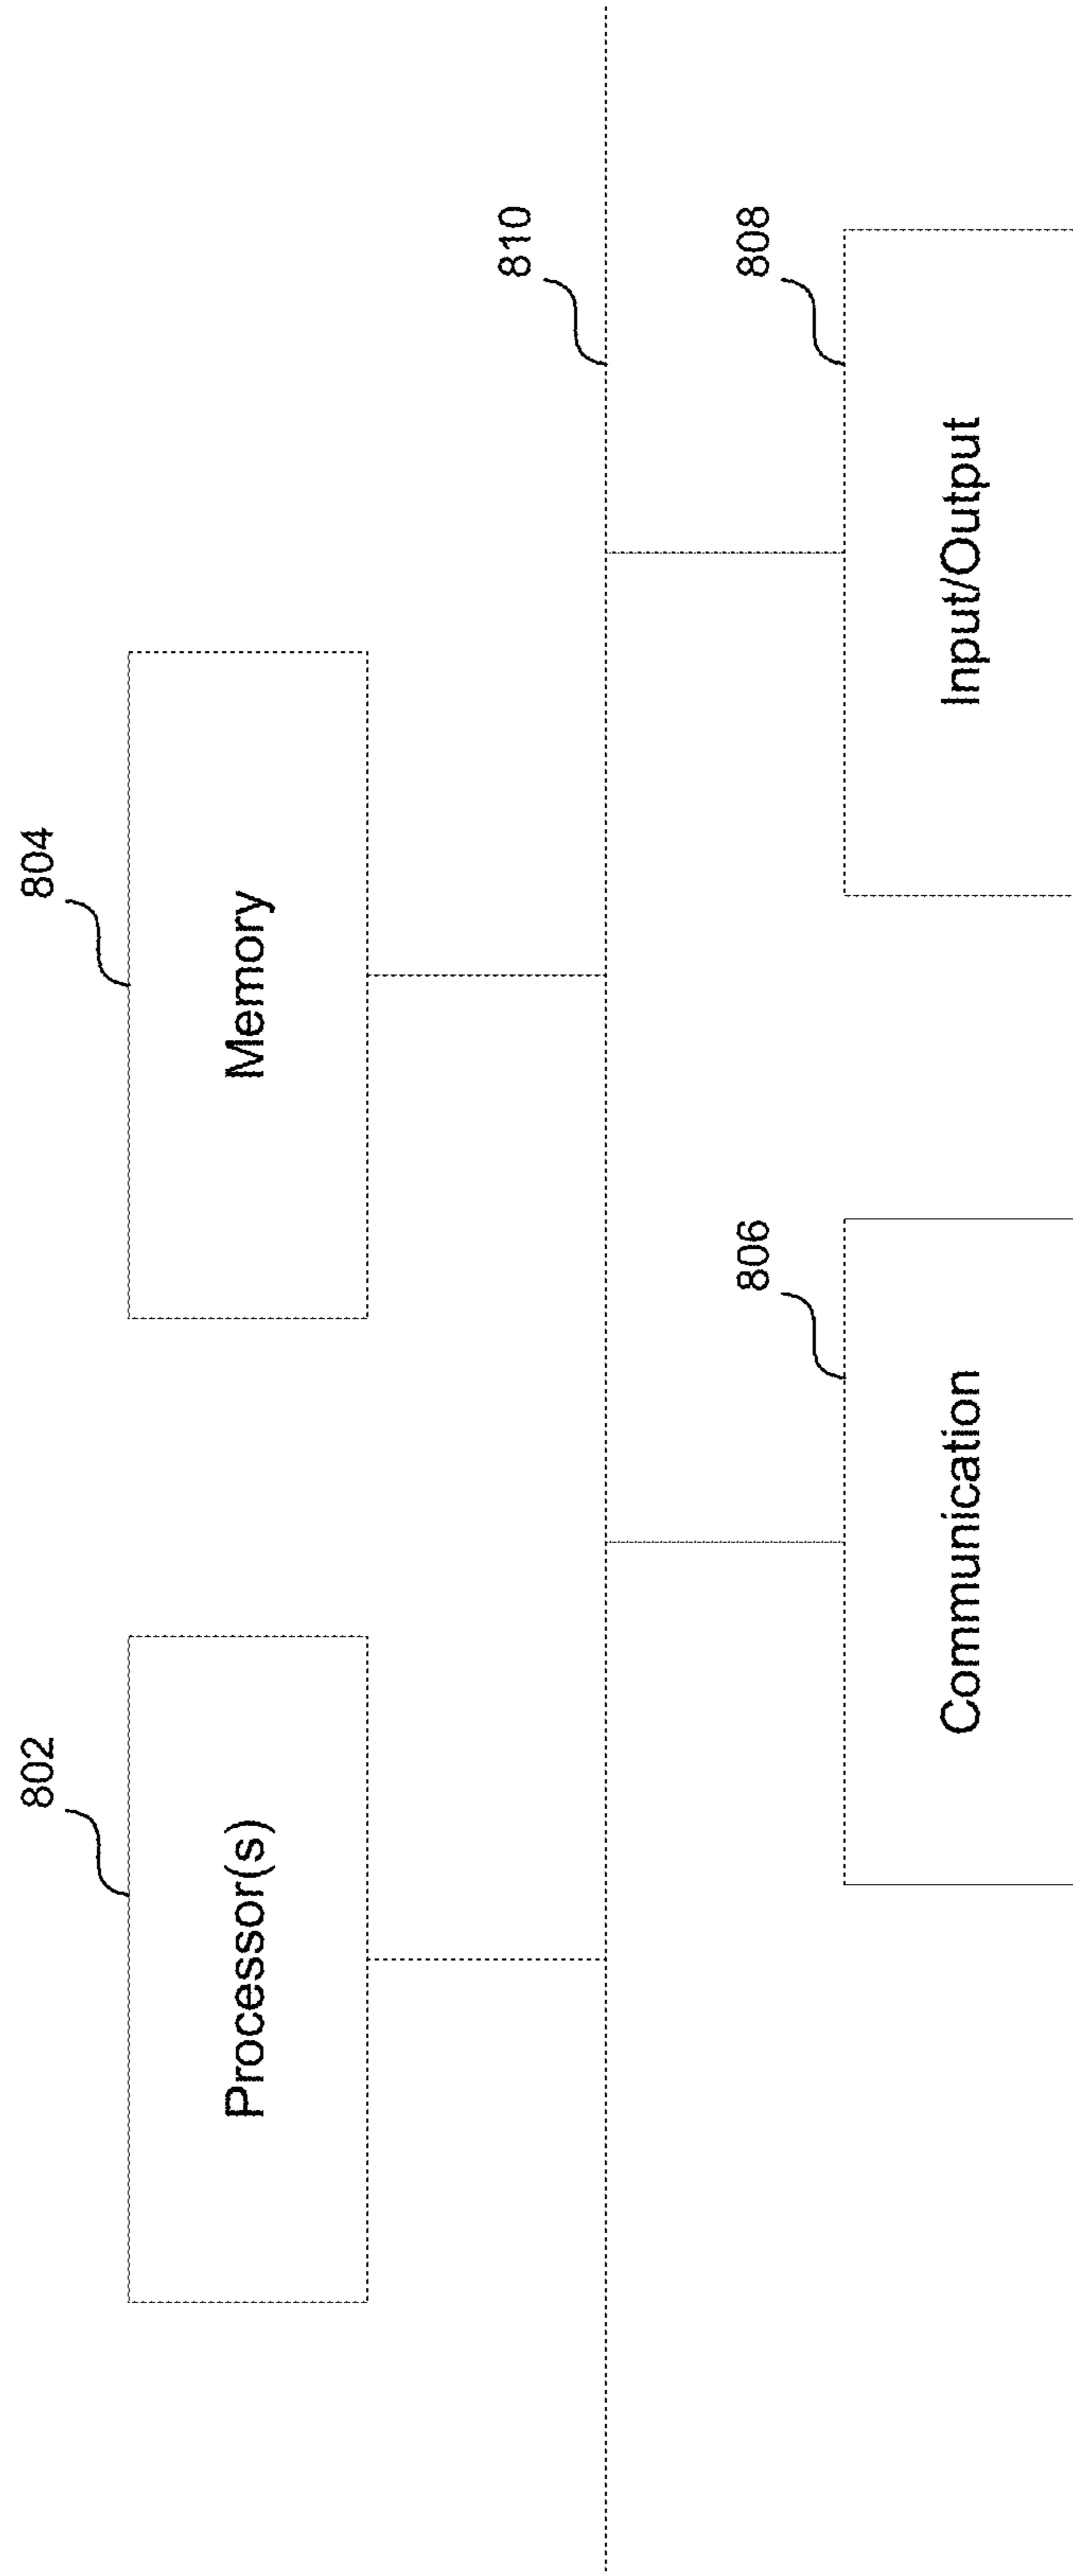 802
Processor(s)
804
Memory
810
806
Communication
808
Input/Output